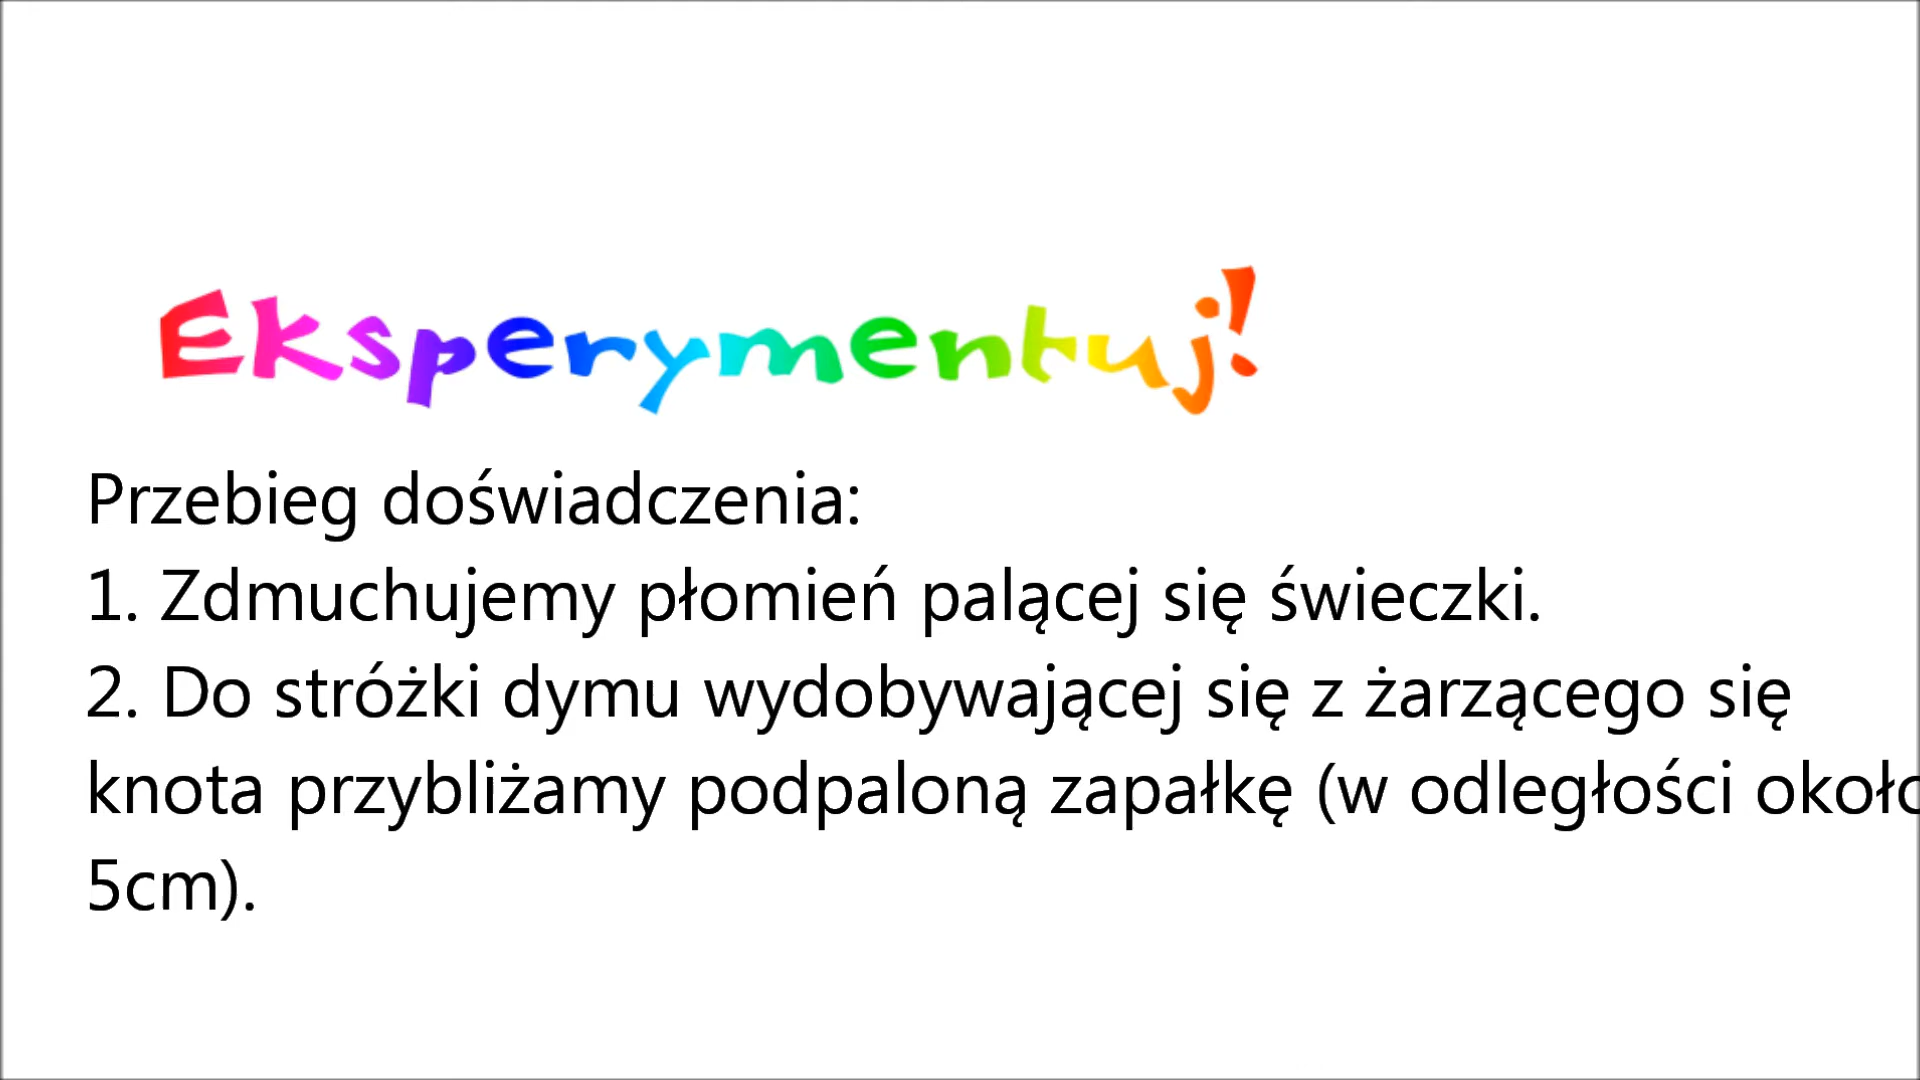 Eksperymentuj!
Przebieg doświadczenia:
1. Zdmuchujemy płomień palącej się świeczki.
2. Do stróżki dymu wydobywającej się z żarzącego się
knota przybliżamy podpaloną zapałkę (w odległości około
5cm).